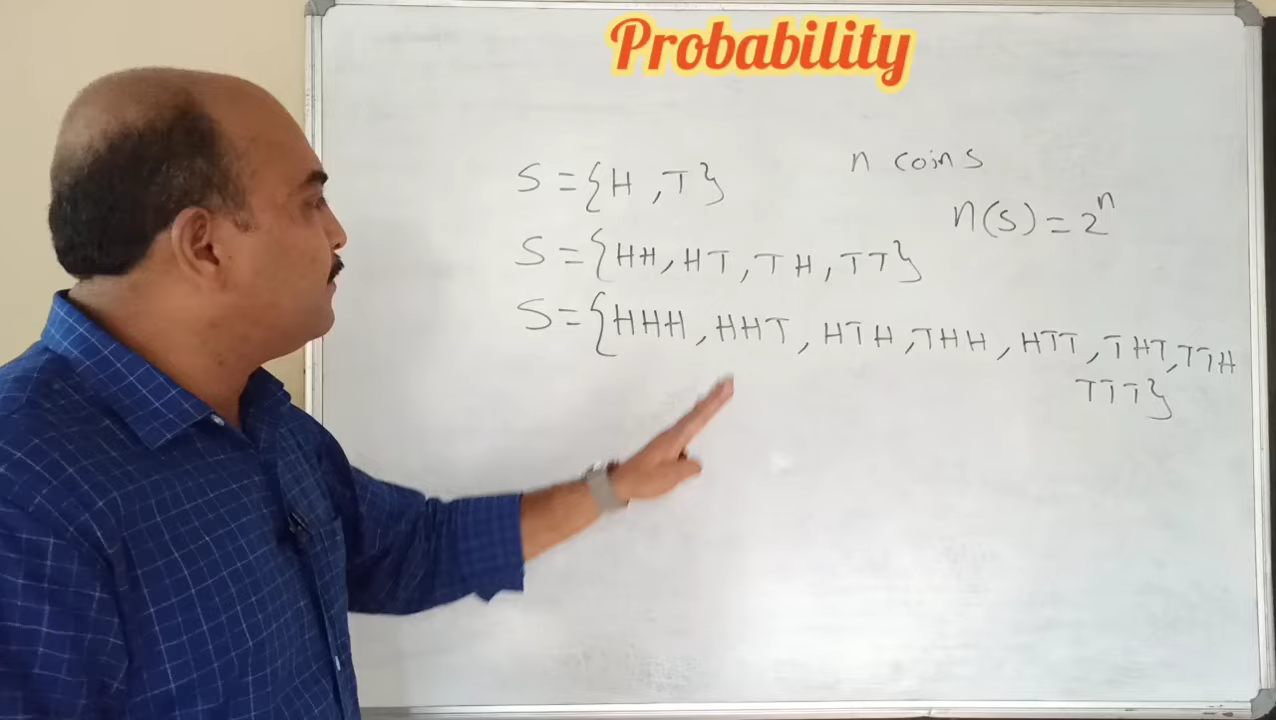 Probability
n coins
S = {H , T}
n(s) = 2^n
S = {HH, HT, TH, TT}
S = {HHH, HHT, HTH, THH, HTT, THT, TTH
TTT}